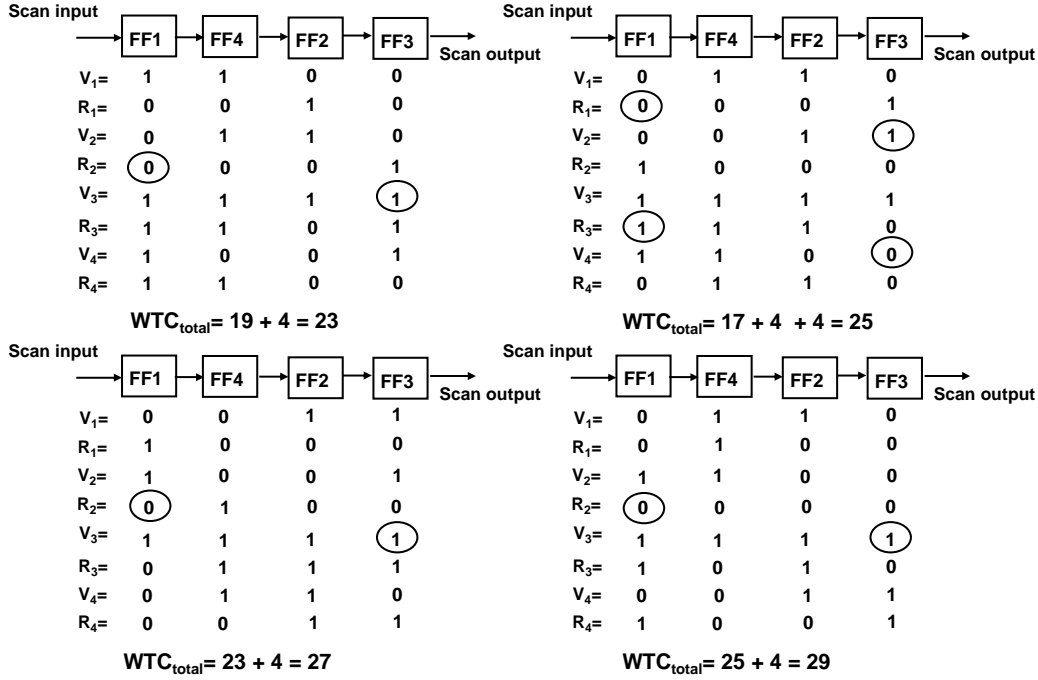 Scan input
FF1 FF4 FF2 FF3
Scan output
V1= 1 1 0 0
R1= 0 0 1 0
V2= 0 1 1 0
R2= 0 0 0 1
V3= 1 1 1 1
R3= 1 1 0 1
V4= 1 0 0 1
R4= 1 1 0 0
WTCtotal= 19 + 4 = 23
Scan input
FF1 FF4 FF2 FF3
Scan output
V1= 0 1 1 0
R1= 0 0 0 1
V2= 0 0 1 1
R2= 1 0 0 0
V3= 1 1 1 1
R3= 1 1 1 0
V4= 1 1 0 0
R4= 0 1 1 0
WTCtotal= 17 + 4 + 4 = 25
Scan input
FF1 FF4 FF2 FF3
Scan output
V1= 0 0 1 1
R1= 1 0 0 0
V2= 1 0 0 1
R2= 0 1 0 0
V3= 1 1 1 1
R3= 0 1 1 1
V4= 0 1 1 0
R4= 0 0 1 1
WTCtotal= 23 + 4 = 27
Scan input
FF1 FF4 FF2 FF3
Scan output
V1= 0 1 1 0
R1= 0 1 0 0
V2= 1 1 0 0
R2= 0 0 0 0
V3= 1 1 1 1
R3= 1 0 1 0
V4= 0 0 1 1
R4= 1 0 0 1
WTCtotal= 25 + 4 = 29